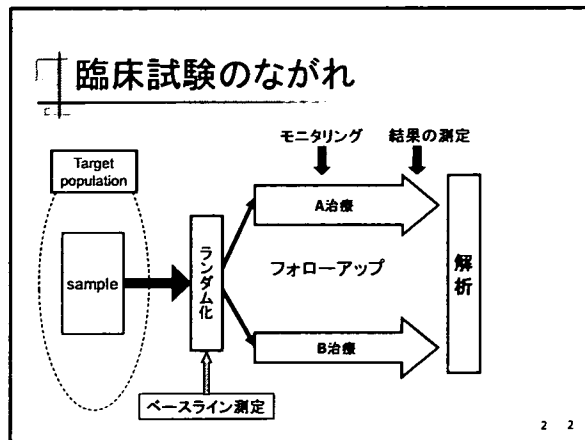 臨床試験のながれ
モニタリング
結果の測定
Target
population
sample
ランダム化
A治療
フォローアップ
B治療
解析
ベースライン測定
2 2